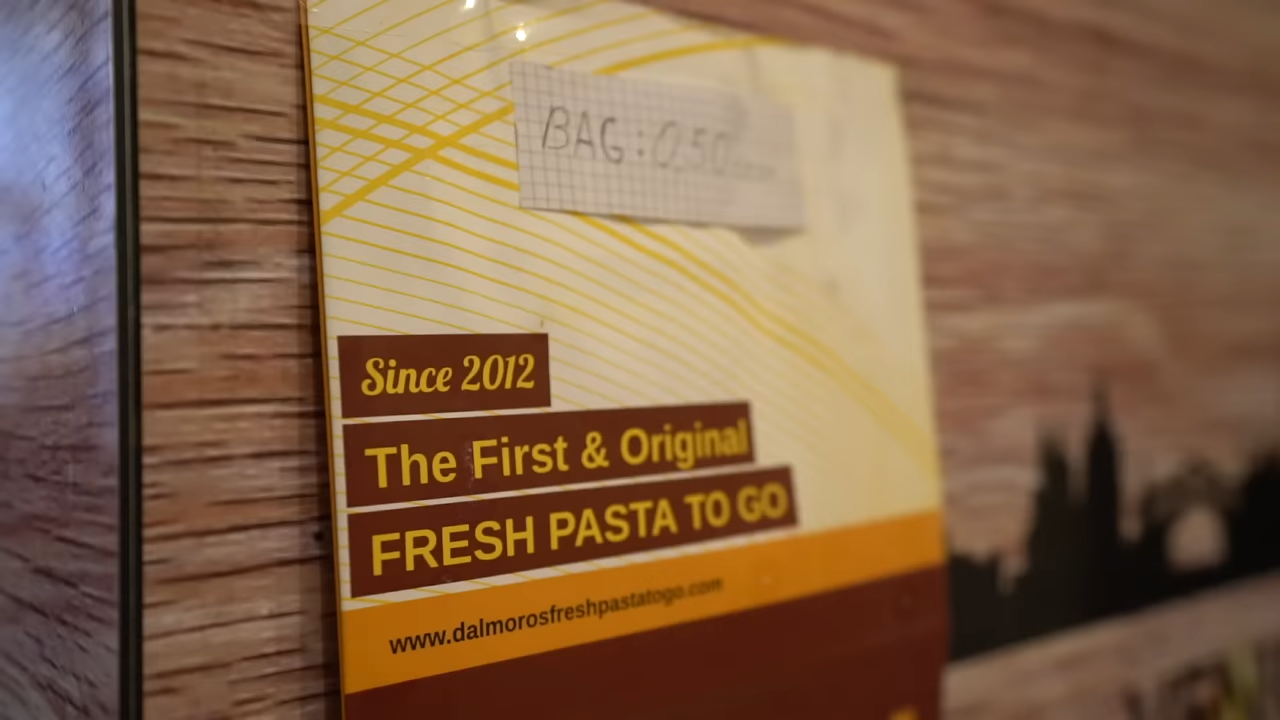 BAG: 0.50
Since 2012
The First & Original
FRESH PASTA TO GO
www.dalmorosfreshpastatogo.com